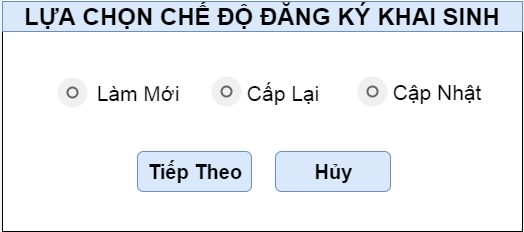 LỰA CHỌN CHẾ ĐỘ ĐĂNG KÝ KHAI SINH
Làm Mới Cấp Lại Cập Nhật
Tiếp Theo Hủy